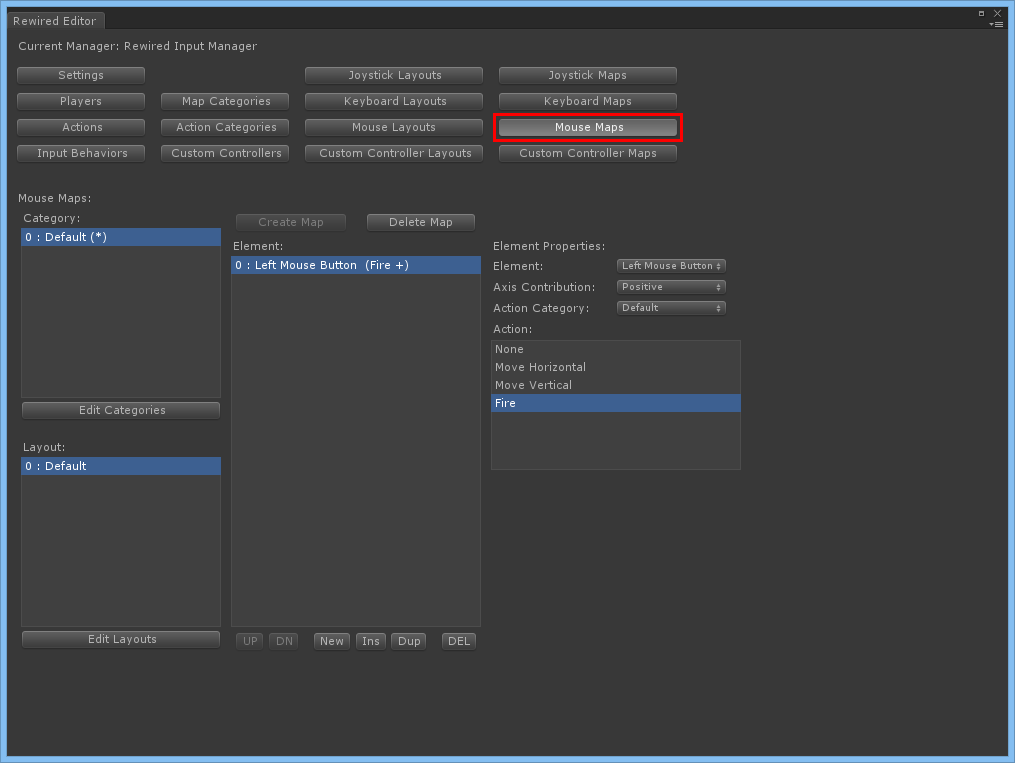 Rewired Editor
Current Manager: Rewired Input Manager
Settings Joystick Layouts Joystick Maps
Players Map Categories Keyboard Layouts Keyboard Maps
Actions Action Categories Mouse Layouts Mouse Maps
Input Behaviors Custom Controllers Custom Controller Layouts Custom Controller Maps
Mouse Maps:
Category:
0 : Default (*)
Edit Categories
Layout:
0 : Default
Edit Layouts
Create Map Delete Map
Element:
0 : Left Mouse Button (Fire +)
UP DN New Ins Dup DEL
Element Properties:
Element: Left Mouse Button
Axis Contribution: Positive
Action Category: Default
Action:
None
Move Horizontal
Move Vertical
Fire